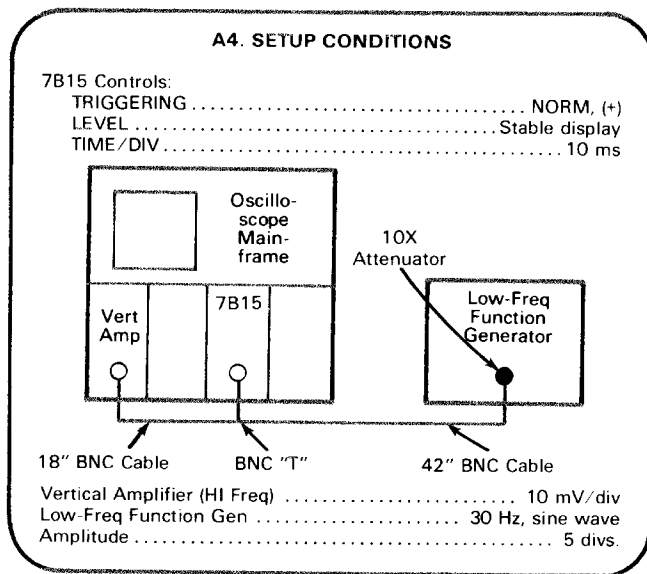 A4. SETUP CONDITIONS
7B15 Controls:
TRIGGERING .................................... NORM, (+)
LEVEL ........................................ Stable display
TIME/DIV ........................................ 10 ms
Oscillo-
scope
Main-
frame
10X
Attenuator
Vert
Amp
7B15
Low-Freq
Function
Generator
18" BNC Cable
BNC "T"
42" BNC Cable
Vertical Amplifier (HI Freq) ........................ 10 mV/div
Low-Freq Function Gen ...................... 30 Hz, sine wave
Amplitude ........................................ 5 divs.